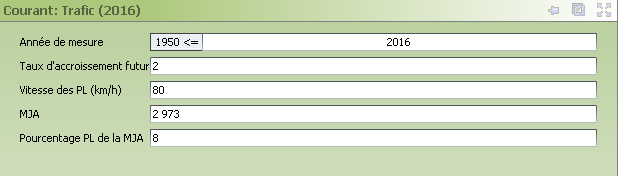 Courant: Trafic (2016)
Année de mesure 1950 <= 2016
Taux d'accroissement futur 2
Vitesse des PL (km/h) 80
MJA 2 973
Pourcentage PL de la MJA 8